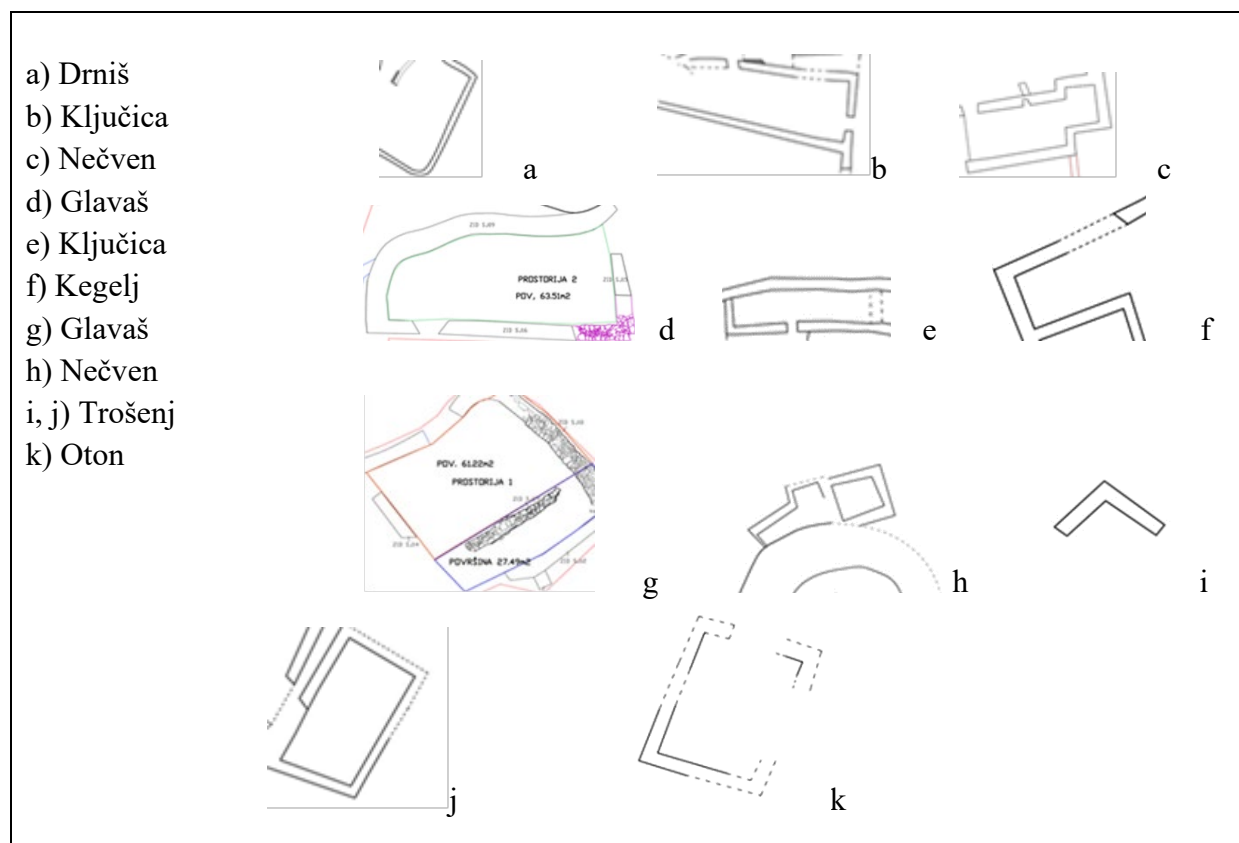 a) Drniš
b) Ključica
c) Nečven
d) Glavaš
e) Ključica
f) Kegelj
g) Glavaš
h) Nečven
i, j) Trošenj
k) Oton
a
b
c
PROSTORIJA 2
POV, 63.51m2
d
e
f
POV. 61.22m2
PROSTORIJA 1
POVRŠINA 27.49m2
g
h
i
j
k